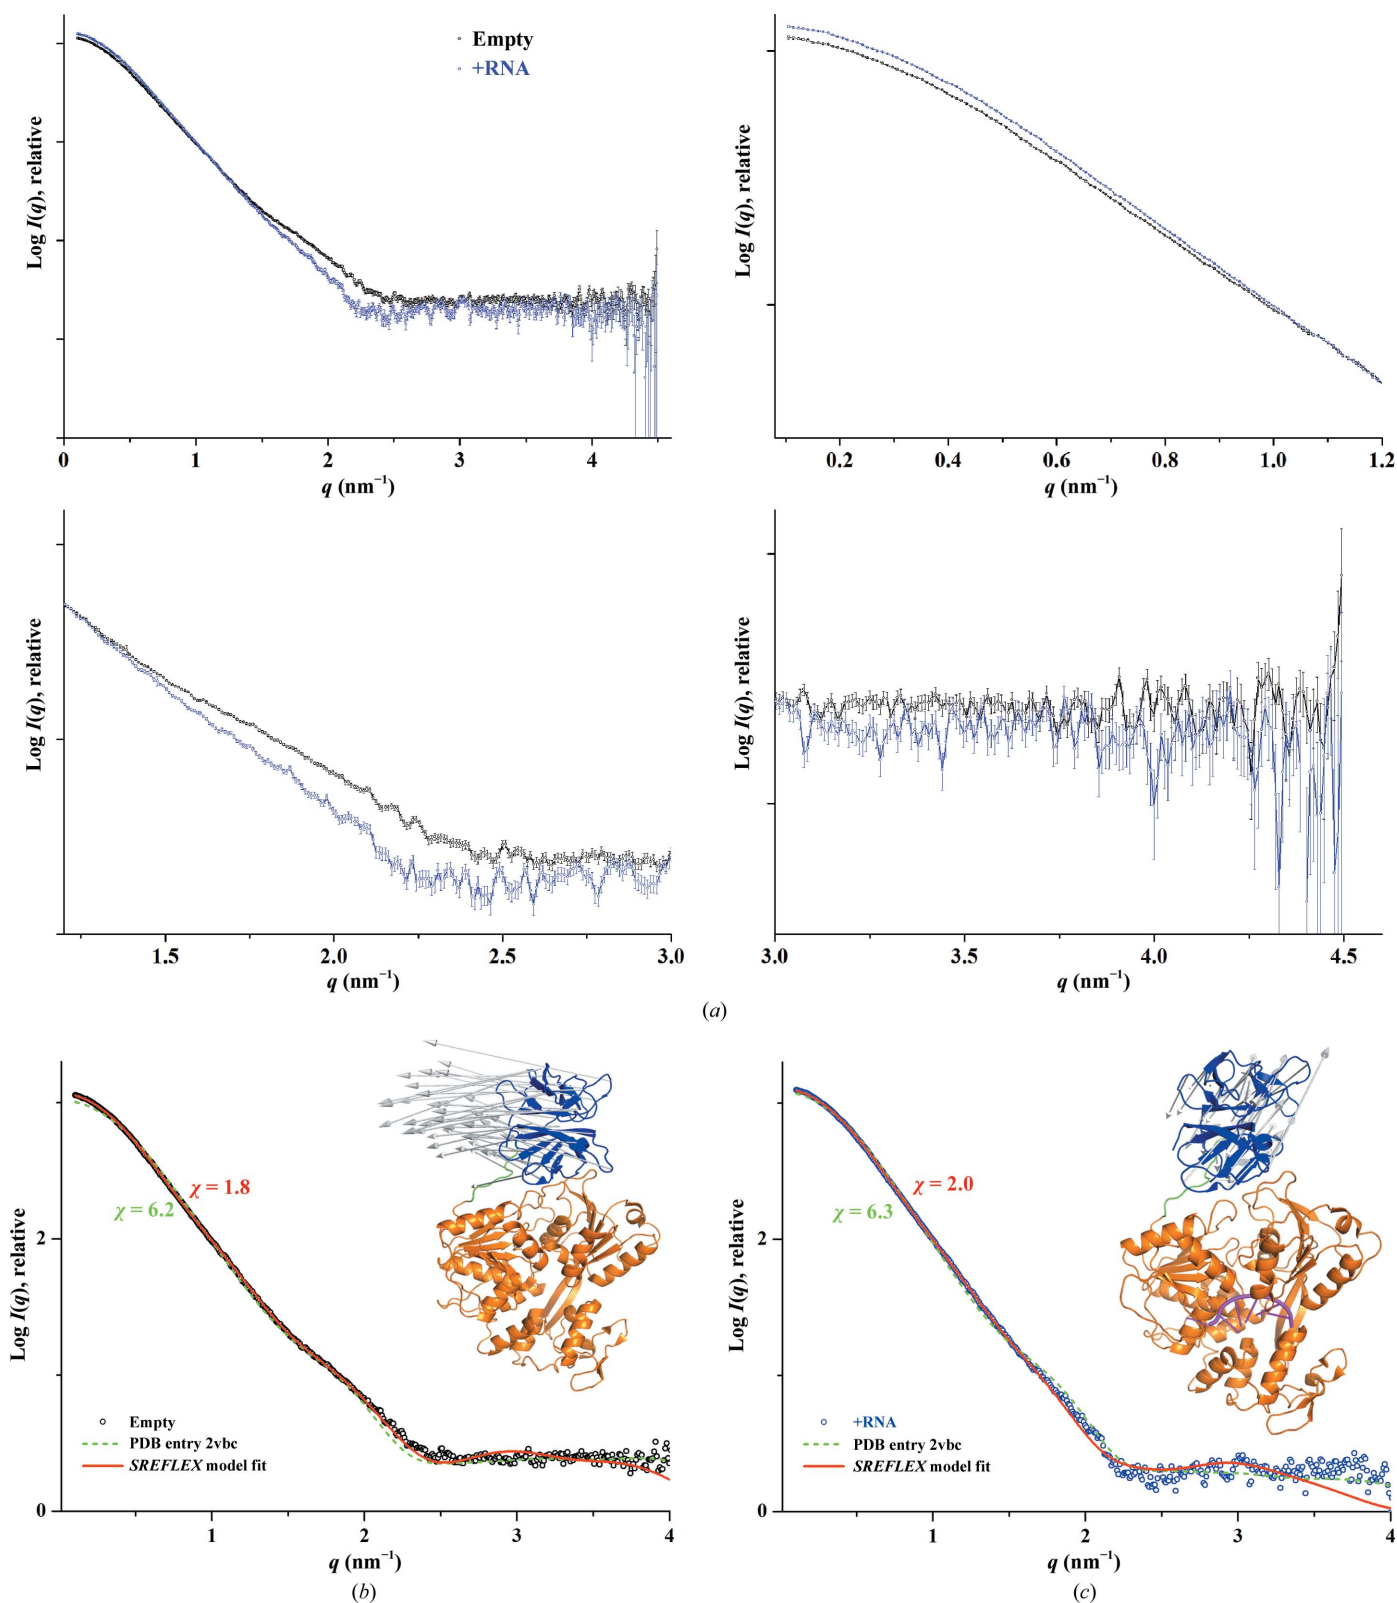 Empty
+RNA
Log I(q), relative
0 1 2 3 4
q (nm⁻¹)
Log I(q), relative
0.2 0.4 0.6 0.8 1.0 1.2
q (nm⁻¹)
Log I(q), relative
1.5 2.0 2.5 3.0
q (nm⁻¹)
Log I(q), relative
3.0 3.5 4.0 4.5
q (nm⁻¹)
(a)
Log I(q), relative
2
0
χ = 1.8
χ = 6.2
Empty
PDB entry 2vbc
SREFLEX model fit
1 2 3 4
q (nm⁻¹)
(b)
Log I(q), relative
2
0
χ = 2.0
χ = 6.3
+RNA
PDB entry 2vbc
SREFLEX model fit
1 2 3 4
q (nm⁻¹)
(c)